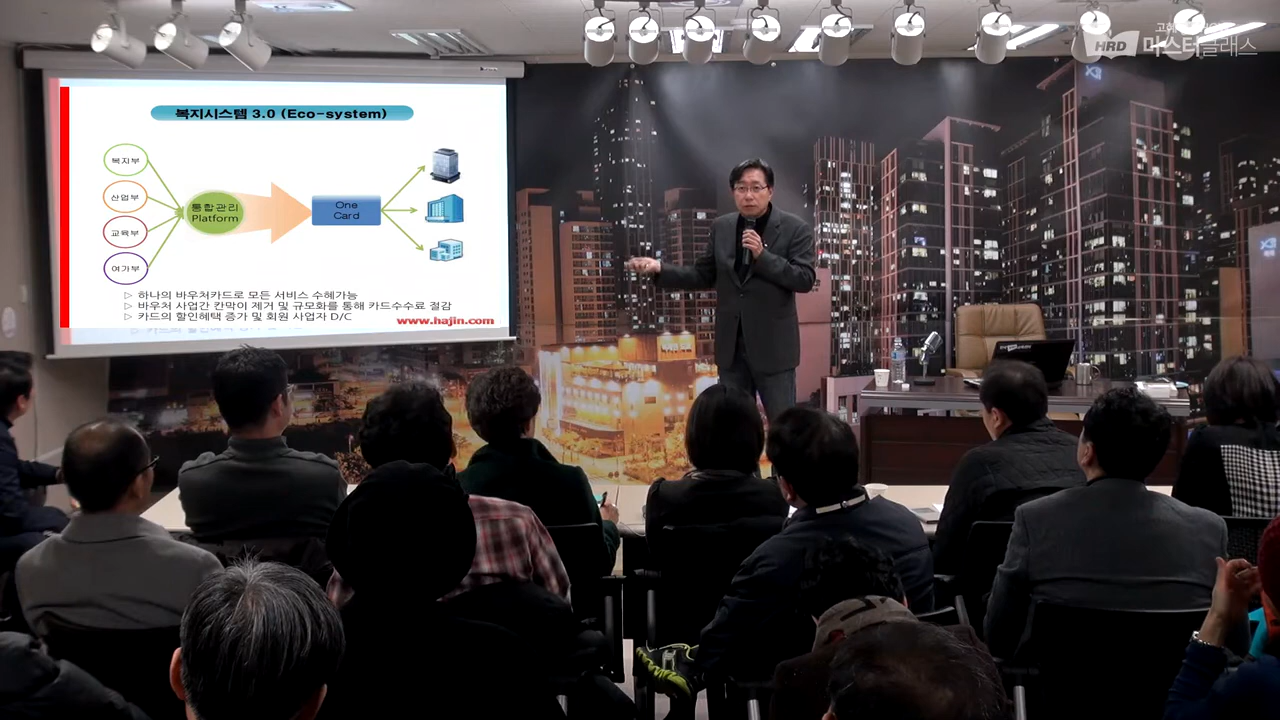 HRD
마스터클래스
복지시스템 3.0 (Eco-system)
복지부
산업부
교육부
여가부
통합관리
Platform
One
Card
▷ 하나의 바우처카드로 모든 서비스 수혜가능
▷ 바우처 사업간 칸막이 제거 및 규모화를 통해 카드수수료 절감
▷ 카드의 할인혜택 증가 및 회원 사업자 D/C
www.hajin.com